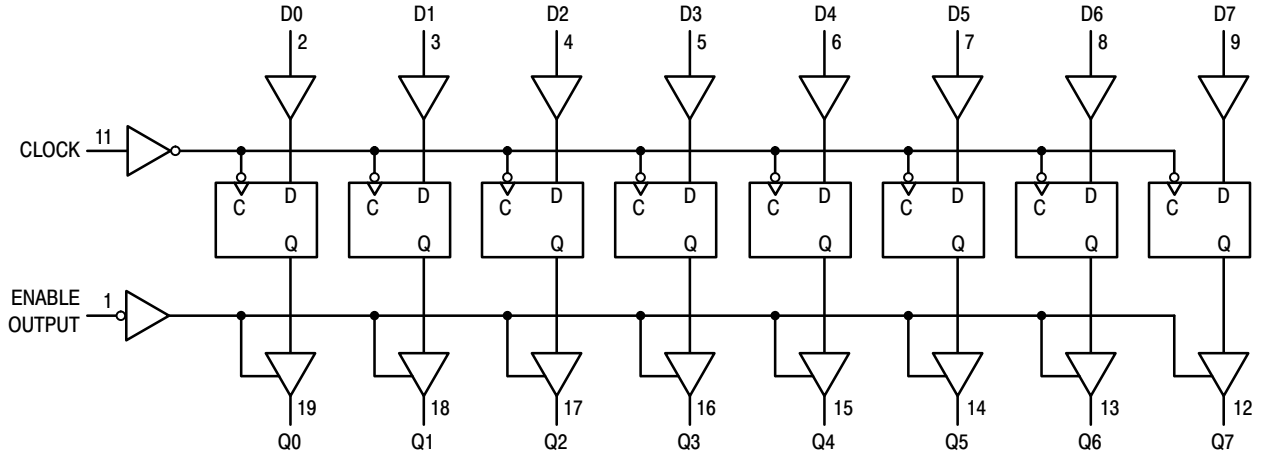 D0 D1 D2 D3 D4 D5 D6 D7
2 3 4 5 6 7 8 9
CLOCK 11
C D C D C D C D C D C D C D C D
Q Q Q Q Q Q Q Q
ENABLE OUTPUT 1
19 18 17 16 15 14 13 12
Q0 Q1 Q2 Q3 Q4 Q5 Q6 Q7